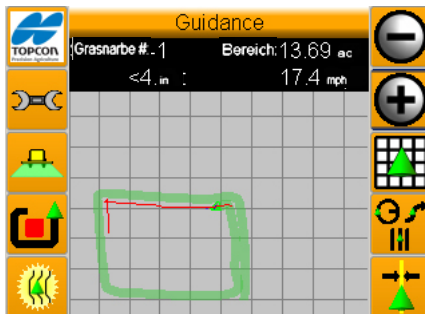 Guidance
TOPCON
Precision Agriculture
Grasnarbe #:-1 Bereich: 13.69 ac
<4. in : 17.4 mph